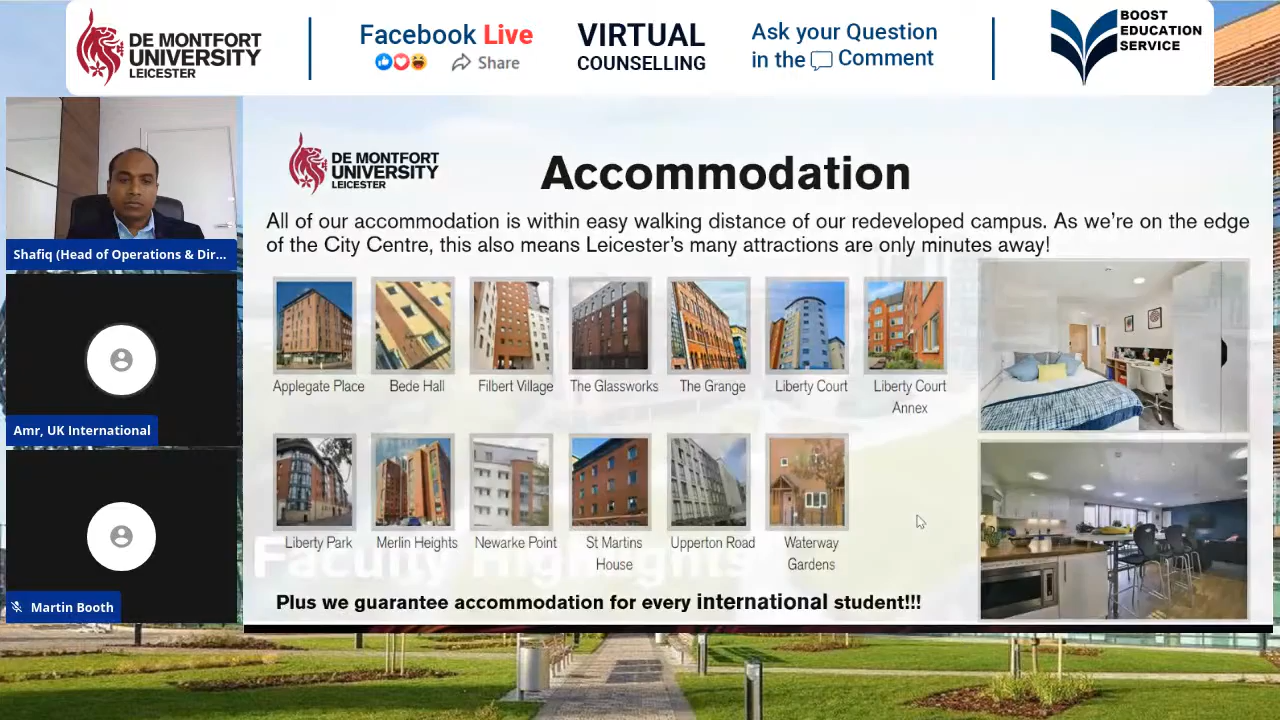 DE MONTFORT
UNIVERSITY
LEICESTER
Facebook Live
Share
VIRTUAL
COUNSELLING
Ask your Question
in the Comment
BOOST
EDUCATION
SERVICE
Shafiq (Head of Operations & Dir...
Amr, UK International
Martin Booth
DE MONTFORT
UNIVERSITY
LEICESTER
Accommodation
All of our accommodation is within easy walking distance of our redeveloped campus. As we're on the edge
of the City Centre, this also means Leicester's many attractions are only minutes away!
Applegate Place
Bede Hall
Filbert Village
The Glassworks
The Grange
Liberty Court
Liberty Court
Annex
Liberty Park
Merlin Heights
Newarke Point
St Martins
House
Upperton Road
Waterway
Gardens
Plus we guarantee accommodation for every international student!!!